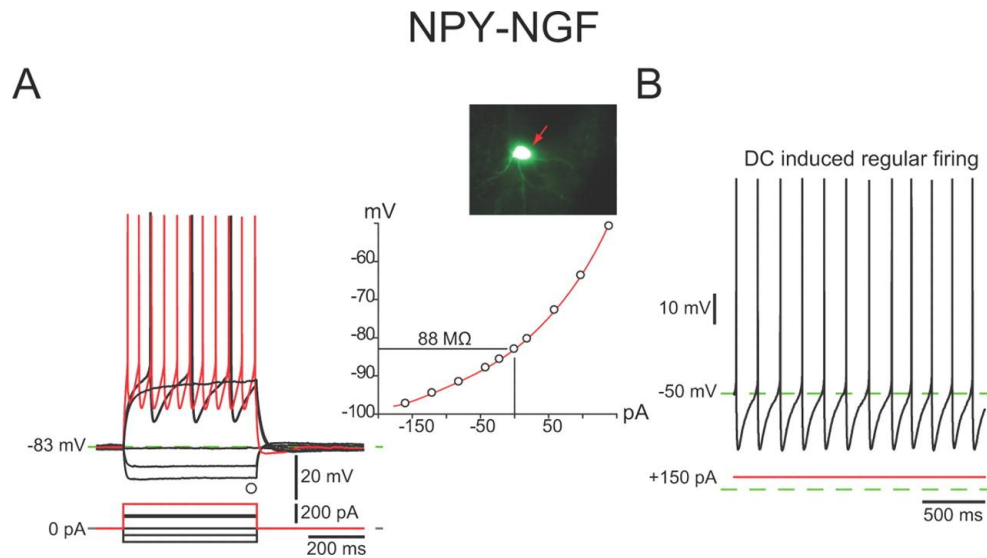 NPY-NGF
A
B
DC induced regular firing
mV
-60
-70
-80
-90
-100
88 MΩ
-150
-50
50
pA
10 mV
-50 mV
-83 mV
20 mV
+150 pA
200 pA
0 pA
500 ms
200 ms